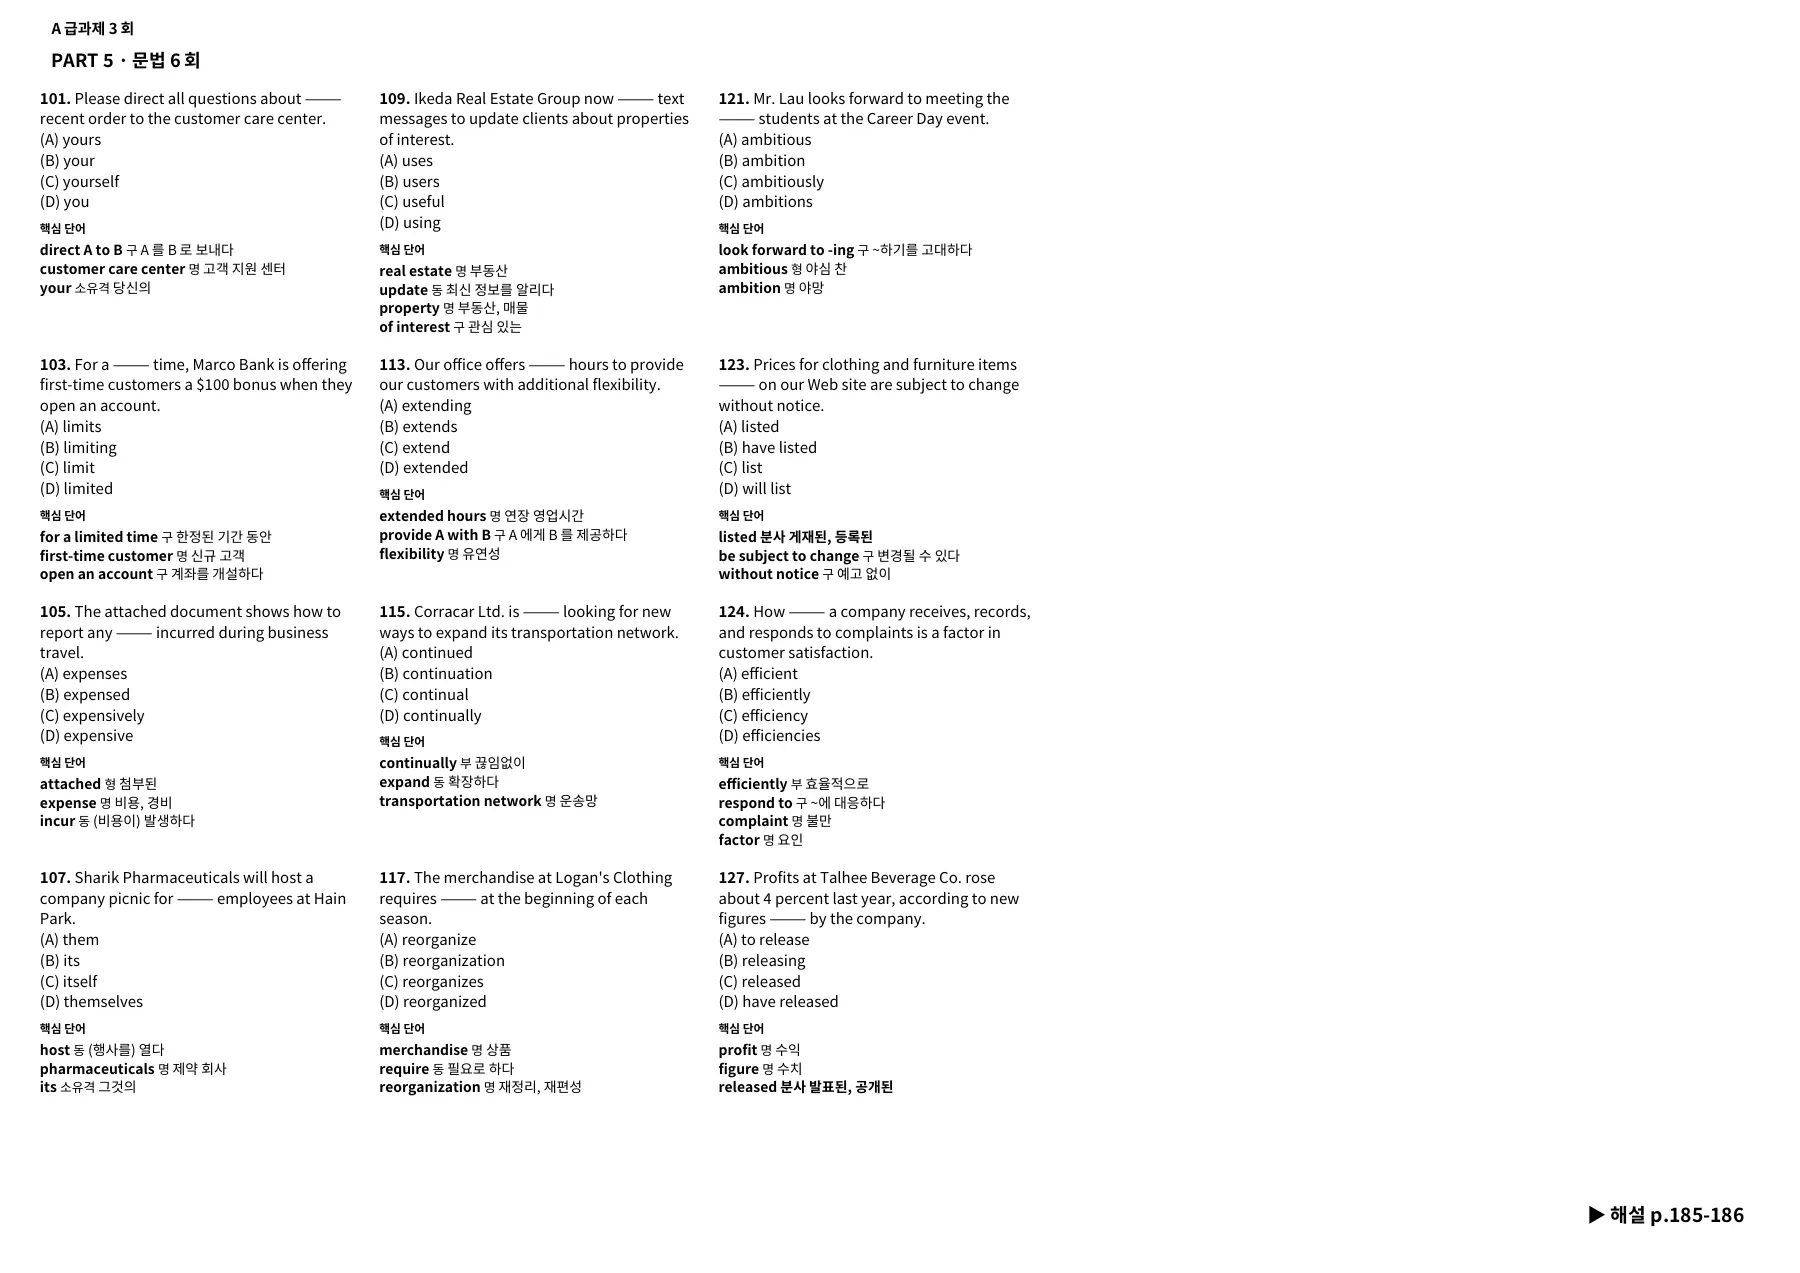 A 급과제 3 회
PART 5 · 문법 6 회
101. Please direct all questions about ——
recent order to the customer care center.
(A) yours
(B) your
(C) yourself
(D) you
핵심 단어
direct A to B 구 A 를 B 로 보내다
customer care center 명 고객 지원 센터
your 소유격 당신의
103. For a —— time, Marco Bank is offering
first-time customers a $100 bonus when they
open an account.
(A) limits
(B) limiting
(C) limit
(D) limited
핵심 단어
for a limited time 구 한정된 기간 동안
first-time customer 명 신규 고객
open an account 구 계좌를 개설하다
105. The attached document shows how to
report any —— incurred during business
travel.
(A) expenses
(B) expensed
(C) expensively
(D) expensive
핵심 단어
attached 형 첨부된
expense 명 비용, 경비
incur 동 (비용이) 발생하다
107. Sharik Pharmaceuticals will host a
company picnic for —— employees at Hain
Park.
(A) them
(B) its
(C) itself
(D) themselves
핵심 단어
host 동 (행사를) 열다
pharmaceuticals 명 제약 회사
its 소유격 그것의
109. Ikeda Real Estate Group now —— text
messages to update clients about properties
of interest.
(A) uses
(B) users
(C) useful
(D) using
핵심 단어
real estate 명 부동산
update 동 최신 정보를 알리다
property 명 부동산, 매물
of interest 구 관심 있는
113. Our office offers —— hours to provide
our customers with additional flexibility.
(A) extending
(B) extends
(C) extend
(D) extended
핵심 단어
extended hours 명 연장 영업시간
provide A with B 구 A 에게 B 를 제공하다
flexibility 명 유연성
115. Corracar Ltd. is —— looking for new
ways to expand its transportation network.
(A) continued
(B) continuation
(C) continual
(D) continually
핵심 단어
continually 부 끊임없이
expand 동 확장하다
transportation network 명 운송망
117. The merchandise at Logan's Clothing
requires —— at the beginning of each
season.
(A) reorganize
(B) reorganization
(C) reorganizes
(D) reorganized
핵심 단어
merchandise 명 상품
require 동 필요로 하다
reorganization 명 재정리, 재편성
121. Mr. Lau looks forward to meeting the
—— students at the Career Day event.
(A) ambitious
(B) ambition
(C) ambitiously
(D) ambitions
핵심 단어
look forward to -ing 구 ~하기를 고대하다
ambitious 형 야심 찬
ambition 명 야망
123. Prices for clothing and furniture items
—— on our Web site are subject to change
without notice.
(A) listed
(B) have listed
(C) list
(D) will list
핵심 단어
listed 분사 게재된, 등록된
be subject to change 구 변경될 수 있다
without notice 구 예고 없이
124. How —— a company receives, records,
and responds to complaints is a factor in
customer satisfaction.
(A) efficient
(B) efficiently
(C) efficiency
(D) efficiencies
핵심 단어
efficiently 부 효율적으로
respond to 구 ~에 대응하다
complaint 명 불만
factor 명 요인
127. Profits at Talhee Beverage Co. rose
about 4 percent last year, according to new
figures —— by the company.
(A) to release
(B) releasing
(C) released
(D) have released
핵심 단어
profit 명 수익
figure 명 수치
released 분사 발표된, 공개된
▶ 해설 p.185-186